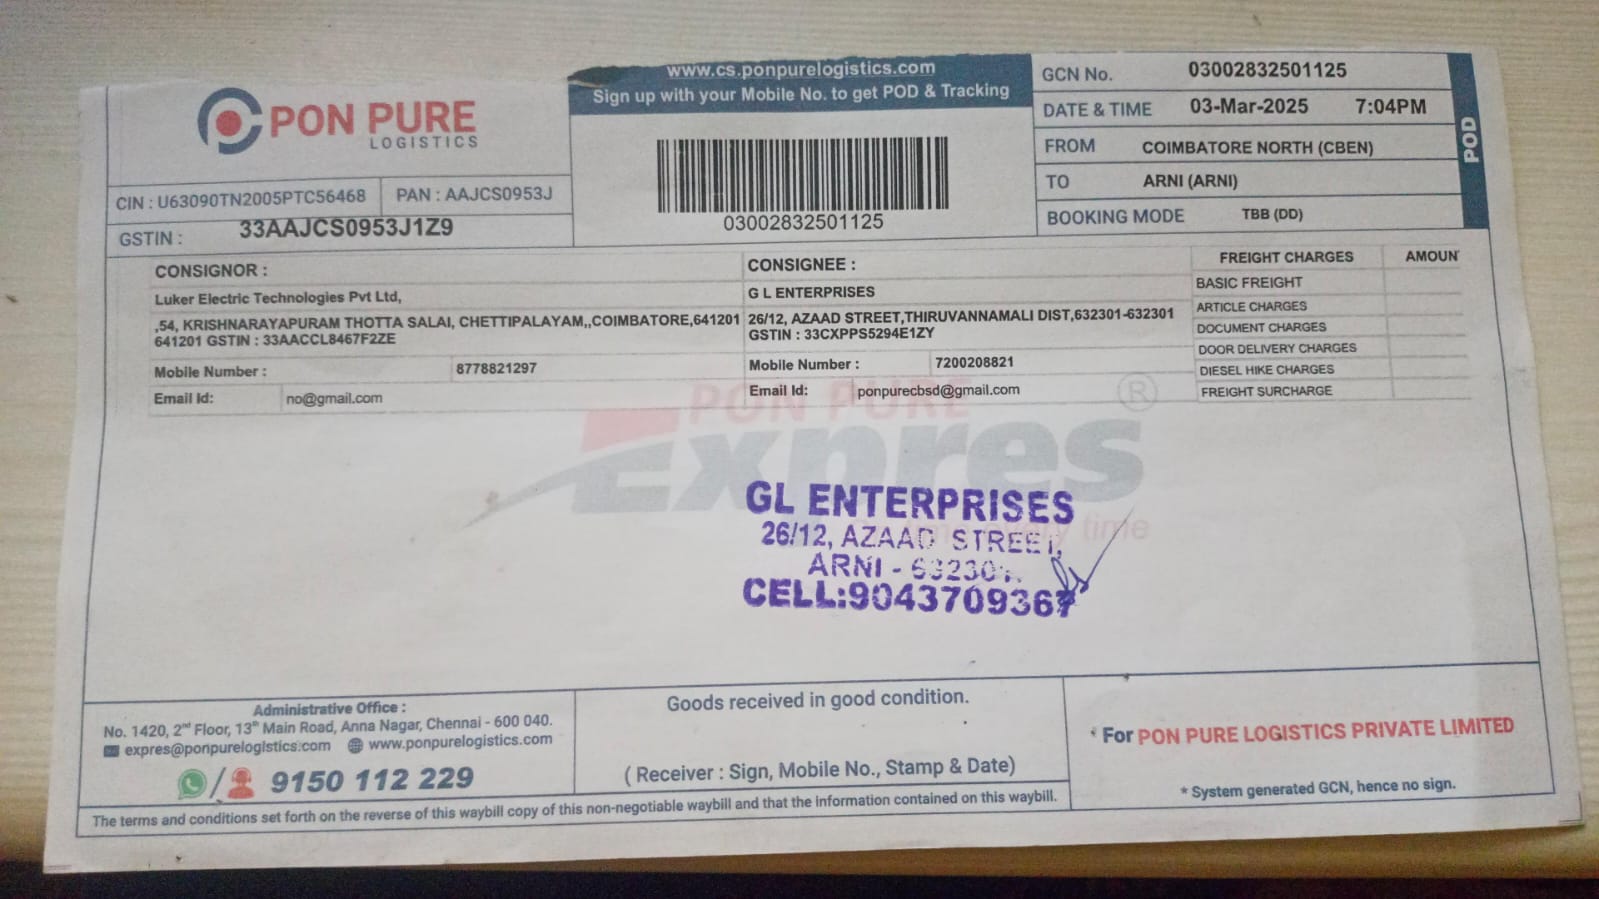 PON PURE
LOGISTICS
CIN : U63090TN2005PTC56468
PAN : AAJCS0953J
GSTIN : 33AAJCS0953J1Z9
www.cs.ponpurelogistics.com
Sign up with your Mobile No. to get POD & Tracking
03002832501125
GCN No. 03002832501125
DATE & TIME 03-Mar-2025 7:04PM
FROM COIMBATORE NORTH (CBEN)
TO ARNI (ARNI)
BOOKING MODE TBB (DD)
POD
CONSIGNOR :
Luker Electric Technologies Pvt Ltd,
,54, KRISHNARAYAPURAM THOTTA SALAI, CHETTIPALAYAM,,COIMBATORE,641201
641201 GSTIN : 33AACCL8467F2ZE
Mobile Number : 8778821297
Email Id: no@gmail.com
CONSIGNEE :
G L ENTERPRISES
26/12, AZAAD STREET,THIRUVANNAMALI DIST,632301-632301
GSTIN : 33CXPPS5294E1ZY
Mobile Number : 7200208821
Email Id: ponpurecbsd@gmail.com
FREIGHT CHARGES AMOUN
BASIC FREIGHT
ARTICLE CHARGES
DOCUMENT CHARGES
DOOR DELIVERY CHARGES
DIESEL HIKE CHARGES
FREIGHT SURCHARGE
PON PURE
Expres ®
time every time
GL ENTERPRISES
26/12, AZAAD STREET,
ARNI - 632301.
CELL:9043709367
Administrative Office :
No. 1420, 2nd Floor, 13th Main Road, Anna Nagar, Chennai - 600 040.
expres@ponpurelogistics.com www.ponpurelogistics.com
/ 9150 112 229
Goods received in good condition.
( Receiver : Sign, Mobile No., Stamp & Date)
* For PON PURE LOGISTICS PRIVATE LIMITED
* System generated GCN, hence no sign.
The terms and conditions set forth on the reverse of this waybill copy of this non-negotiable waybill and that the Information contained on this waybill.